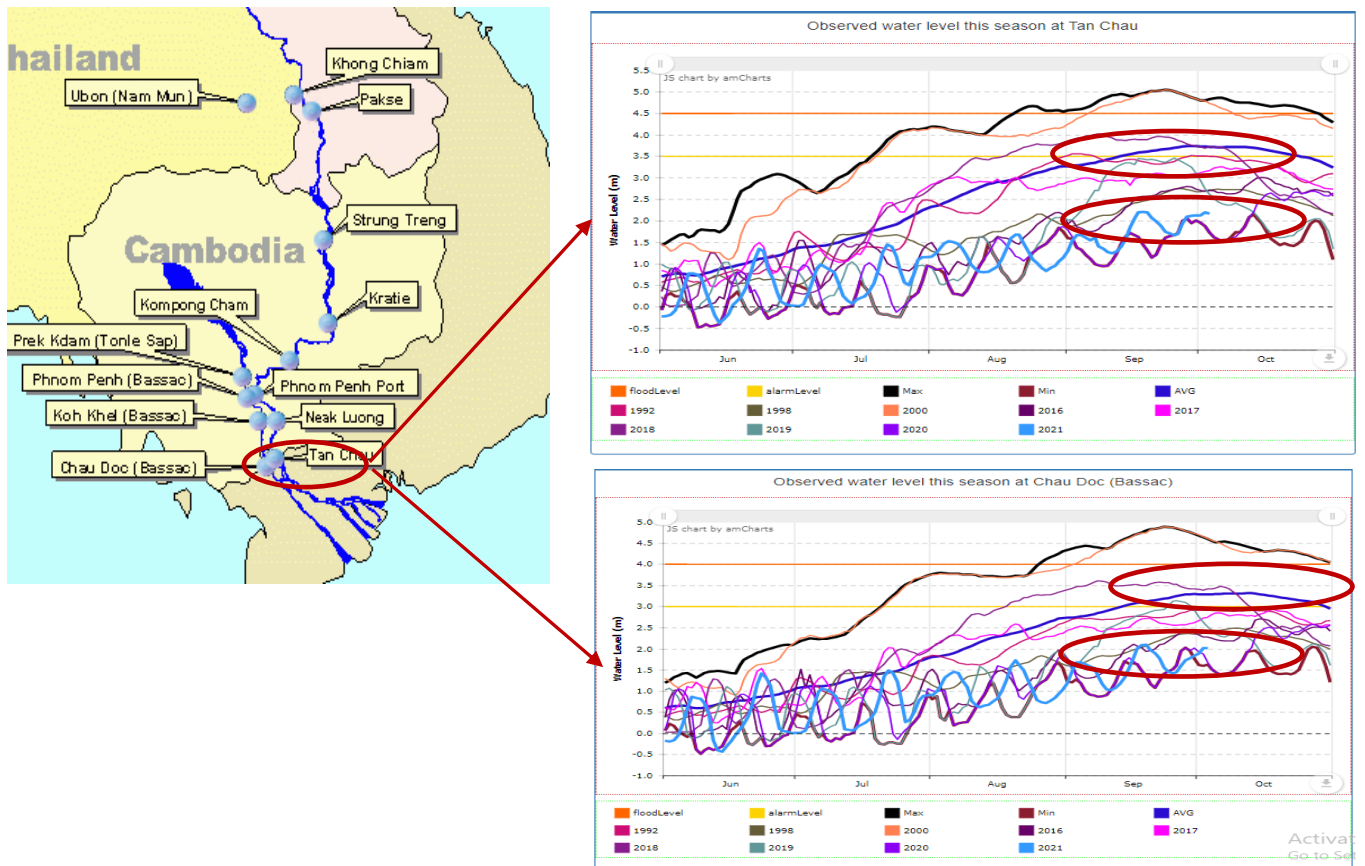 hailand
Khong Chiam
Ubon (Nam Mun)
Pakse
Strung Treng
Cambodia
Kompong Cham
Kratie
Prek Kdam (Tonle Sap)
Phnom Penh (Bassac)
Phnom Penh Port
Koh Khel (Bassac)
Neak Luong
Tan Chau
Chau Doc (Bassac)
Observed water level this season at Tan Chau
JS chart by amCharts
Water Level (m)
5.5
5.0
4.5
4.0
3.5
3.0
2.5
2.0
1.5
1.0
0.5
0.0
-0.5
-1.0
Jun Jul Aug Sep Oct
floodLevel alarmLevel Max Min AVG
1992 1998 2000 2016 2017
2018 2019 2020 2021
Observed water level this season at Chau Doc (Bassac)
JS chart by amCharts
Water Level (m)
5.0
4.5
4.0
3.5
3.0
2.5
2.0
1.5
1.0
0.5
0.0
-0.5
-1.0
Jun Jul Aug Sep Oct
floodLevel alarmLevel Max Min AVG
1992 1998 2000 2016 2017
2018 2019 2020 2021
Activat
Go to Set